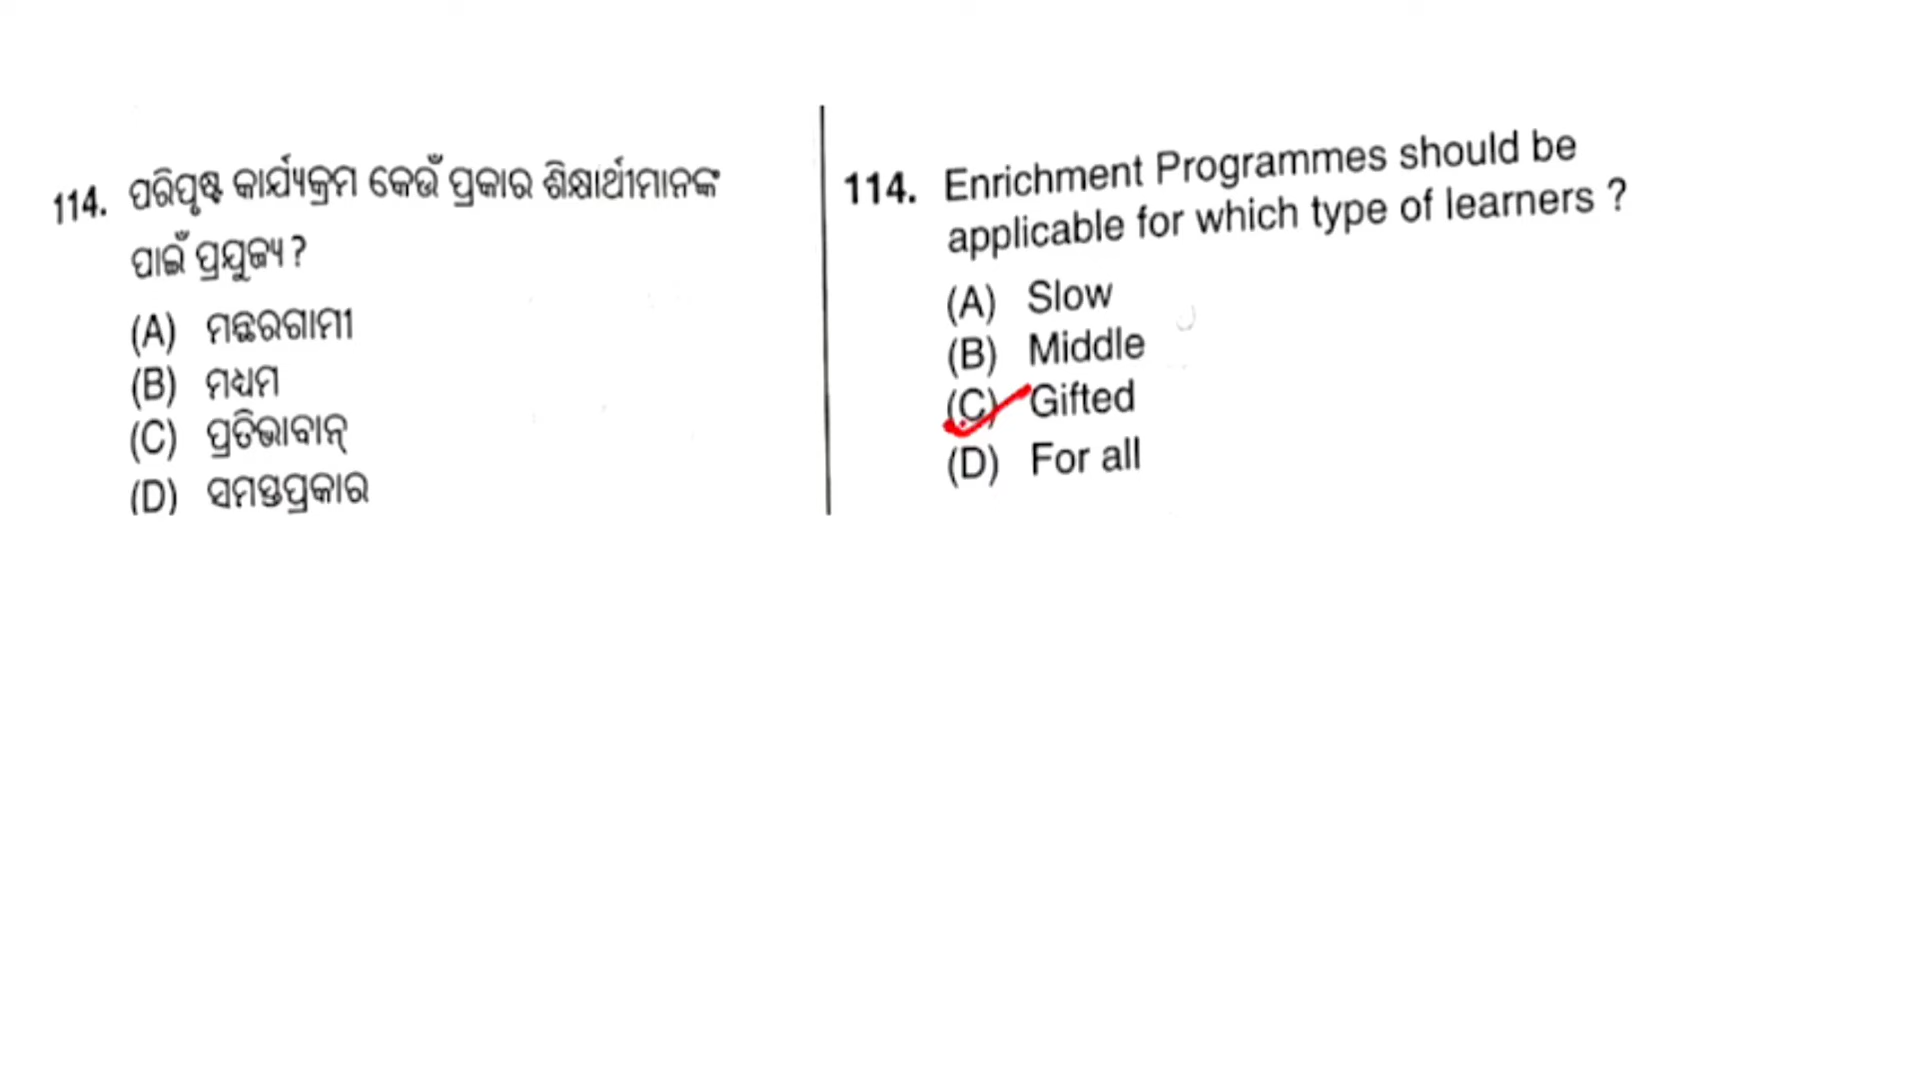 114. ପରିପୃଷ୍ଟ କାର୍ଯ୍ୟକ୍ରମ କେଉଁ ପ୍ରକାର ଶିକ୍ଷାର୍ଥୀମାନଙ୍କ
ପାଇଁ ପ୍ରଯୁଜ୍ୟ ?
(A) ମନ୍ଥରଗାମୀ
(B) ମଧ୍ୟମ
(C) ପ୍ରତିଭାବାନ୍
(D) ସମସ୍ତପ୍ରକାର
114. Enrichment Programmes should be
applicable for which type of learners ?
(A) Slow
(B) Middle
(C) Gifted
(D) For all